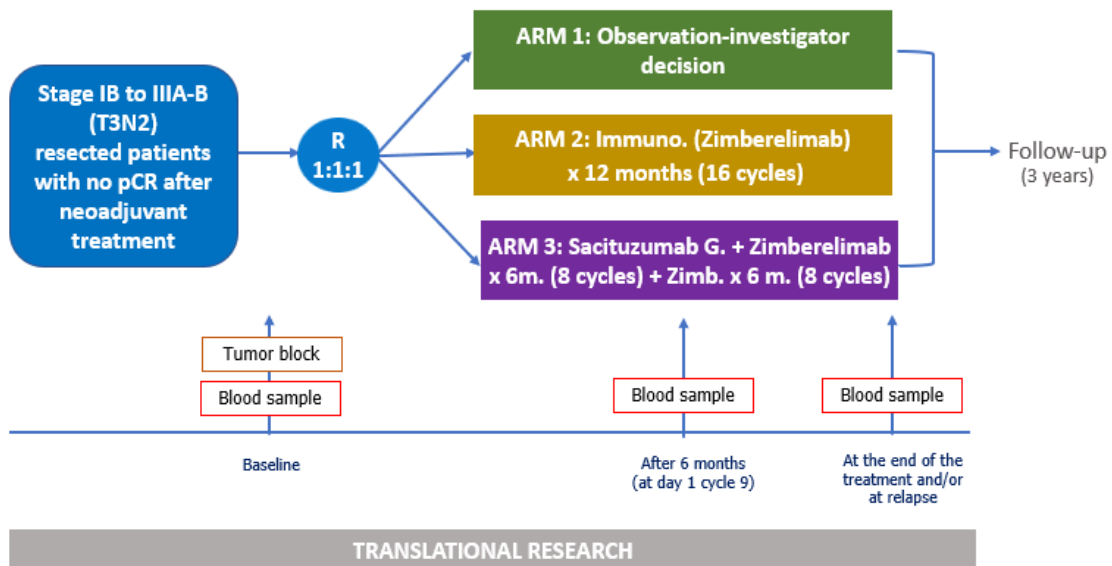 Stage IB to IIIA-B
(T3N2)
resected patients
with no pCR after
neoadjuvant
treatment
R
1:1:1
ARM 1: Observation-investigator
decision
ARM 2: Immuno. (Zimberelimab)
x 12 months (16 cycles)
ARM 3: Sacituzumab G. + Zimberelimab
x 6m. (8 cycles) + Zimb. x 6 m. (8 cycles)
Follow-up
(3 years)
Tumor block
Blood sample
Blood sample
Blood sample
Baseline
After 6 months
(at day 1 cycle 9)
At the end of the
treatment and/or
at relapse
TRANSLATIONAL RESEARCH